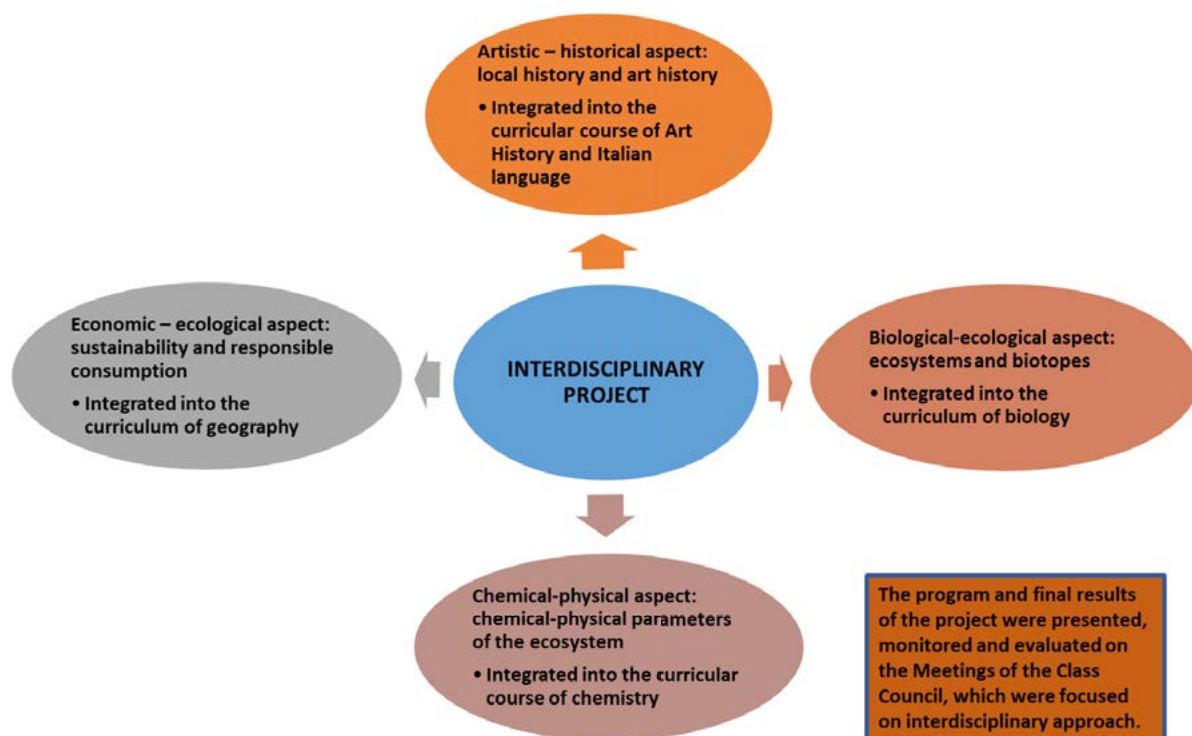 Artistic – historical aspect:
local history and art history
• Integrated into the
curricular course of Art
History and Italian
language
Economic – ecological aspect:
sustainability and responsible
consumption
• Integrated into the
curriculum of geography
INTERDISCIPLINARY
PROJECT
Biological-ecological aspect:
ecosystems and biotopes
• Integrated into the
curriculum of biology
Chemical-physical aspect:
chemical-physical parameters
of the ecosystem
• Integrated into the curricular
course of chemistry
The program and final results
of the project were presented,
monitored and evaluated on
the Meetings of the Class
Council, which were focused
on interdisciplinary approach.